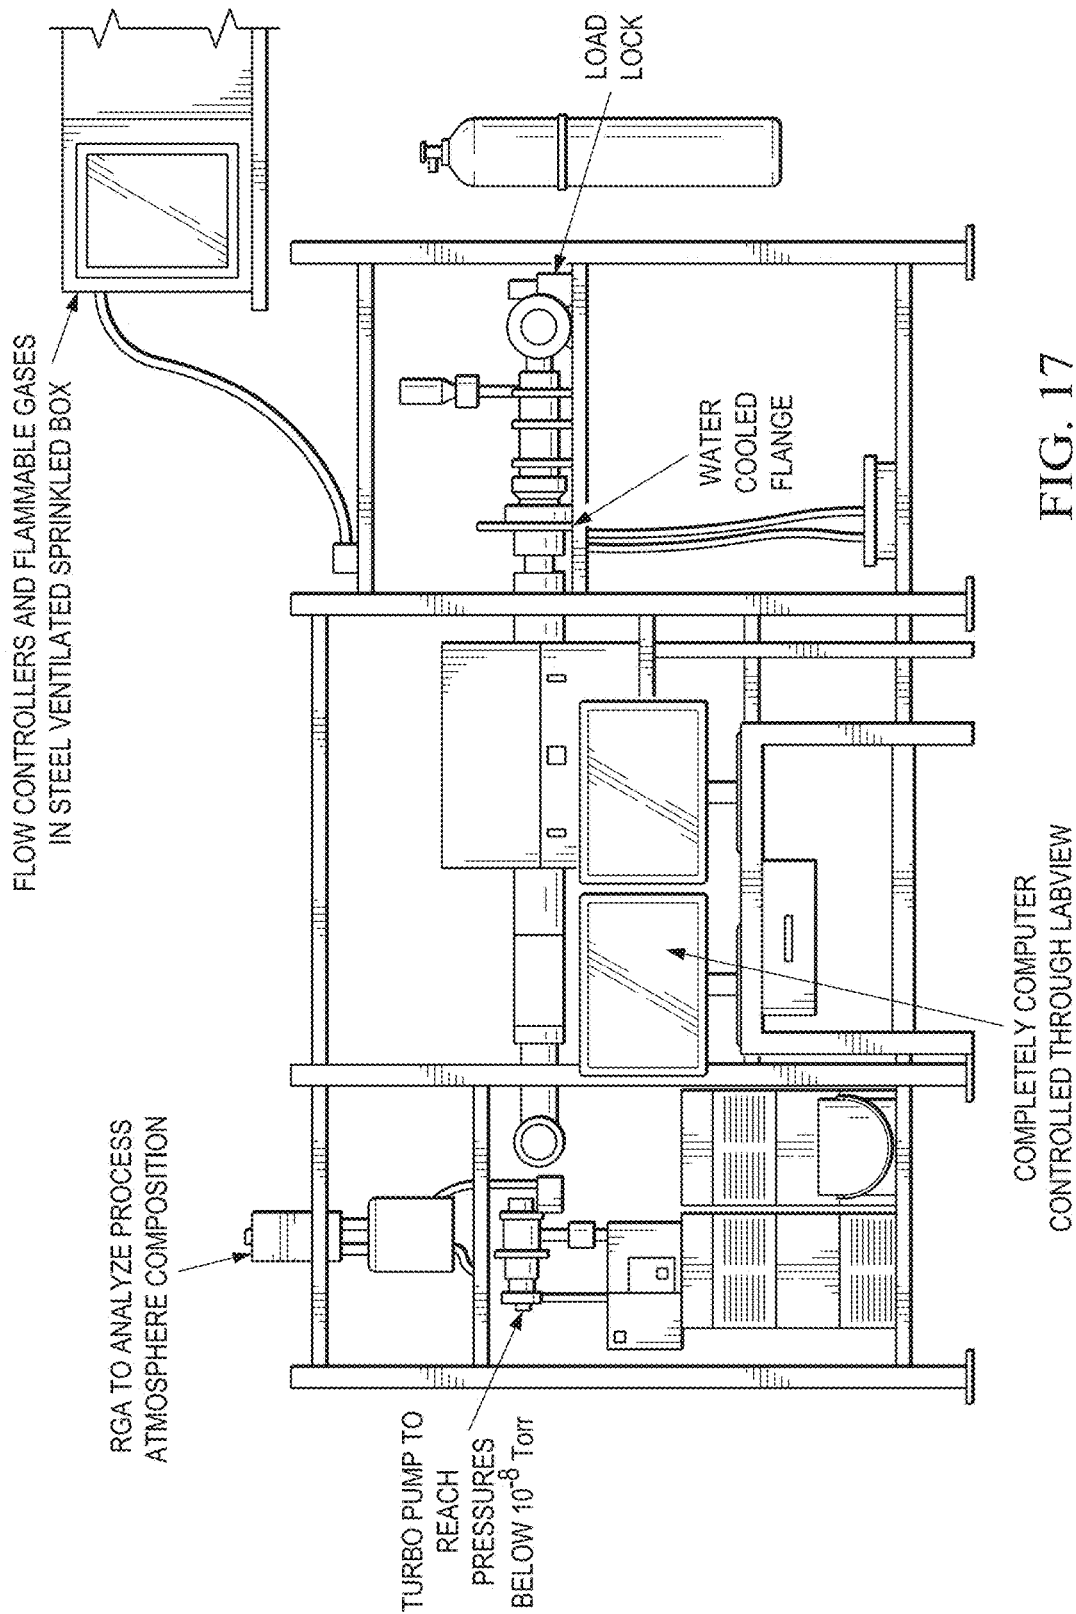 RGA TO ANALYZE PROCESS
ATMOSPHERE COMPOSITION
FLOW CONTROLLERS AND FLAMMABLE GASES
IN STEEL VENTILATED SPRINKLED BOX
TURBO PUMP TO
REACH
PRESSURES
BELOW 10⁻⁸ Torr
LOAD
LOCK
WATER
COOLED
FLANGE
COMPLETELY COMPUTER
CONTROLLED THROUGH LABVIEW
FIG. 17